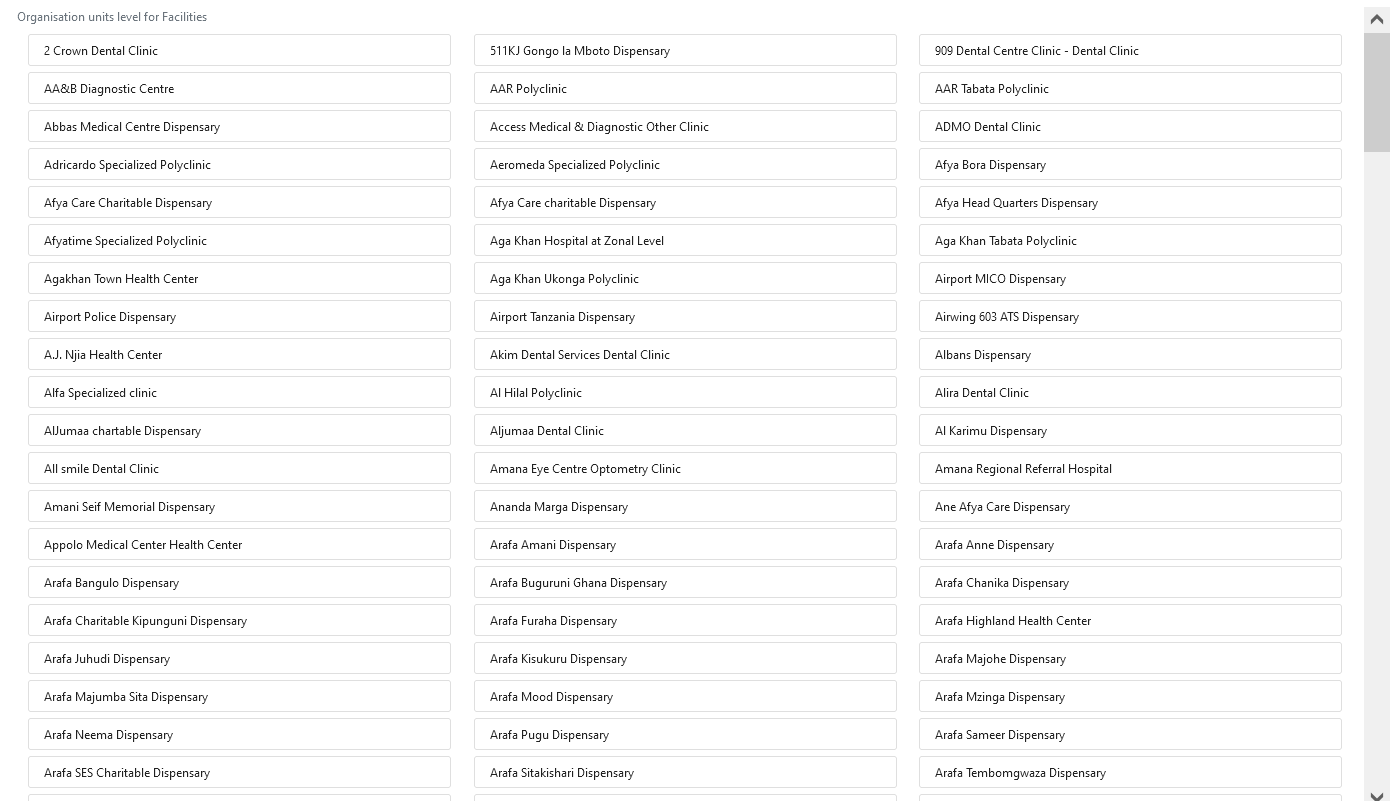 Organisation units level for Facilities
2 Crown Dental Clinic
511KJ Gongo la Mboto Dispensary
909 Dental Centre Clinic - Dental Clinic
AA&B Diagnostic Centre
AAR Polyclinic
AAR Tabata Polyclinic
Abbas Medical Centre Dispensary
Access Medical & Diagnostic Other Clinic
ADMO Dental Clinic
Adricardo Specialized Polyclinic
Aeromeda Specialized Polyclinic
Afya Bora Dispensary
Afya Care Charitable Dispensary
Afya Care charitable Dispensary
Afya Head Quarters Dispensary
Afyatime Specialized Polyclinic
Aga Khan Hospital at Zonal Level
Aga Khan Tabata Polyclinic
Agakhan Town Health Center
Aga Khan Ukonga Polyclinic
Airport MICO Dispensary
Airport Police Dispensary
Airport Tanzania Dispensary
Airwing 603 ATS Dispensary
A.J. Njia Health Center
Akim Dental Services Dental Clinic
Albans Dispensary
Alfa Specialized clinic
Al Hilal Polyclinic
Alira Dental Clinic
AlJumaa chartable Dispensary
Aljumaa Dental Clinic
Al Karimu Dispensary
All smile Dental Clinic
Amana Eye Centre Optometry Clinic
Amana Regional Referral Hospital
Amani Seif Memorial Dispensary
Ananda Marga Dispensary
Ane Afya Care Dispensary
Appolo Medical Center Health Center
Arafa Amani Dispensary
Arafa Anne Dispensary
Arafa Bangulo Dispensary
Arafa Buguruni Ghana Dispensary
Arafa Chanika Dispensary
Arafa Charitable Kipunguni Dispensary
Arafa Furaha Dispensary
Arafa Highland Health Center
Arafa Juhudi Dispensary
Arafa Kisukuru Dispensary
Arafa Majohe Dispensary
Arafa Majumba Sita Dispensary
Arafa Mood Dispensary
Arafa Mzinga Dispensary
Arafa Neema Dispensary
Arafa Pugu Dispensary
Arafa Sameer Dispensary
Arafa SES Charitable Dispensary
Arafa Sitakishari Dispensary
Arafa Tembomgwaza Dispensary